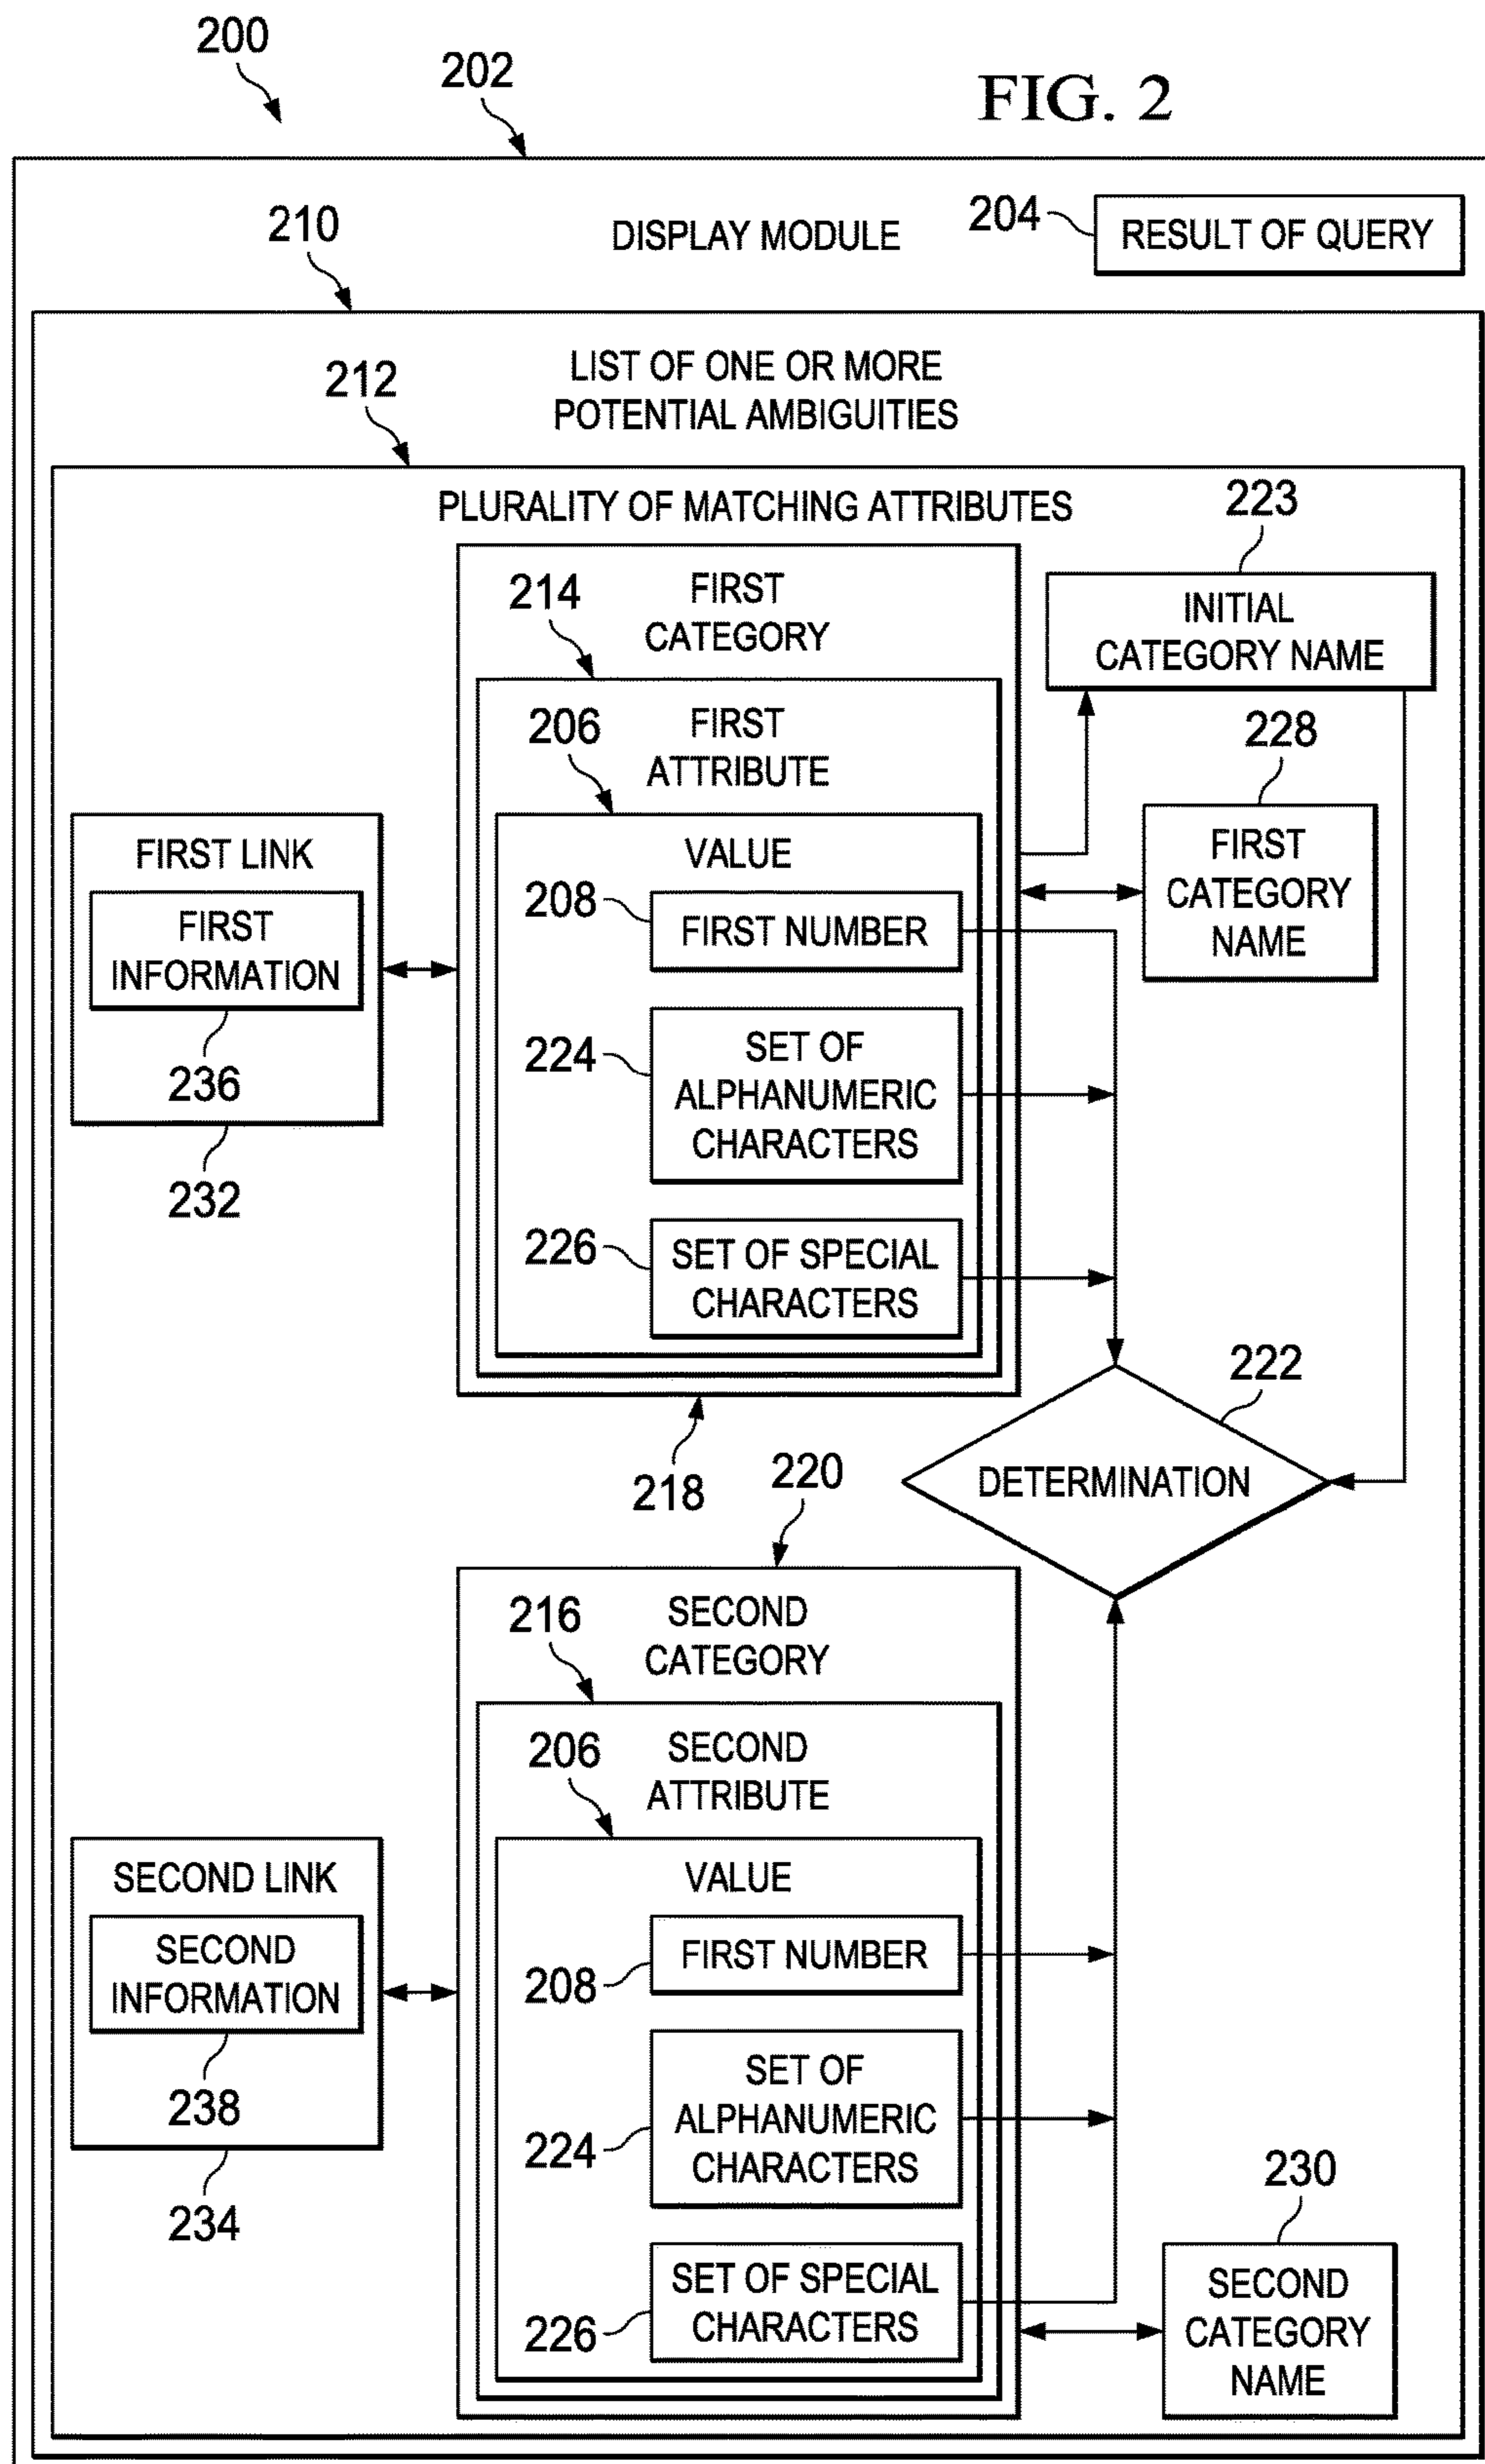 200
202
FIG. 2
210
DISPLAY MODULE
204
RESULT OF QUERY
212
LIST OF ONE OR MORE
POTENTIAL AMBIGUITIES
PLURALITY OF MATCHING ATTRIBUTES
223
214
FIRST
CATEGORY
INITIAL
CATEGORY NAME
206
FIRST
ATTRIBUTE
228
FIRST LINK
VALUE
FIRST
CATEGORY
NAME
208
FIRST NUMBER
FIRST
INFORMATION
236
224
SET OF
ALPHANUMERIC
CHARACTERS
232
226
SET OF SPECIAL
CHARACTERS
222
218
220
DETERMINATION
216
SECOND
CATEGORY
206
SECOND
ATTRIBUTE
SECOND LINK
VALUE
SECOND
INFORMATION
208
FIRST NUMBER
238
224
SET OF
ALPHANUMERIC
CHARACTERS
234
230
226
SET OF SPECIAL
CHARACTERS
SECOND
CATEGORY
NAME